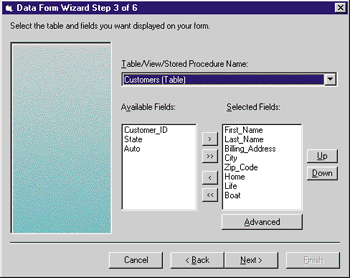 Data Form Wizard Step 3 of 6
Select the table and fields you want displayed on your form.
Table/View/Stored Procedure Name:
Customers (Table)
Available Fields:
Customer_ID
State
Auto
>
>>
<
<<
Selected Fields:
First_Name
Last_Name
Billing_Address
City
Zip_Code
Home
Life
Boat
Up
Down
Advanced
Cancel
< Back
Next >
Finish